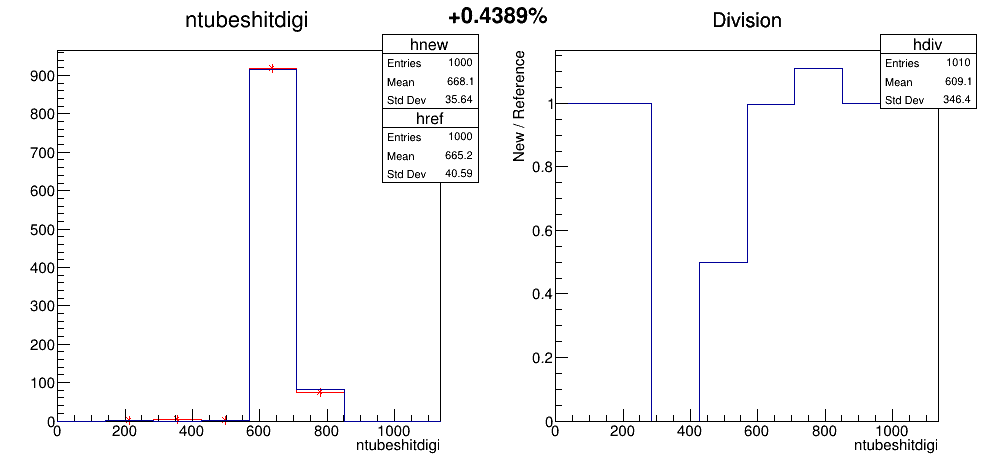 +0.4389%
ntubeshitdigi
hnew
Entries 1000
Mean 668.1
Std Dev 35.64
href
Entries 1000
Mean 665.2
Std Dev 40.59
900
800
700
600
500
400
300
200
100
0
0 200 400 600 800 1000
ntubeshitdigi
Division
hdiv
Entries 1010
Mean 609.1
Std Dev 346.4
New / Reference
1
0.8
0.6
0.4
0.2
0
0 200 400 600 800 1000
ntubeshitdigi